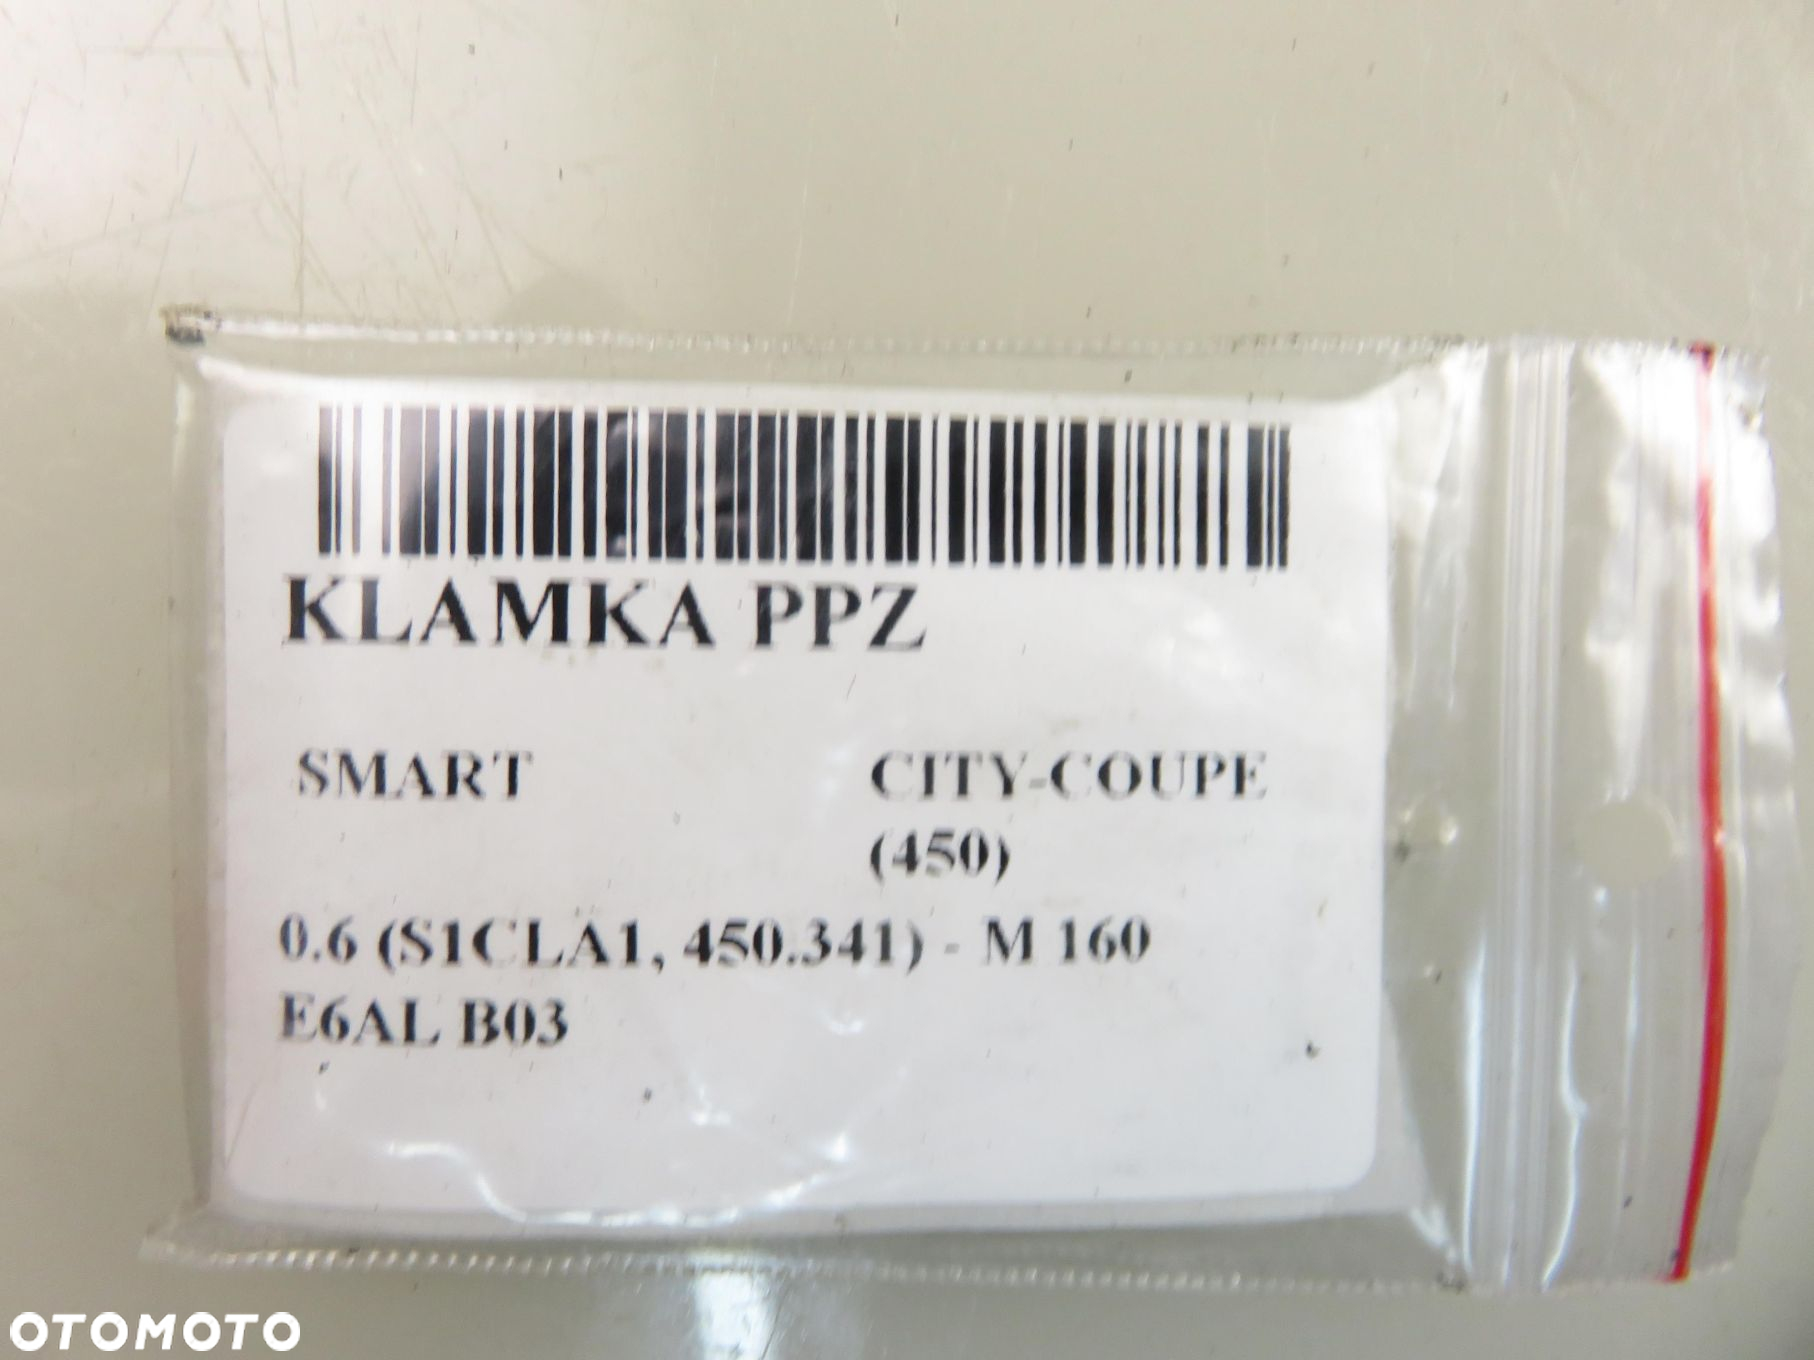 KLAMKA PPZ
SMART CITY-COUPE
(450)
0.6 (S1CLA1, 450.341) - M 160
E6AL B03
OTOMOTO